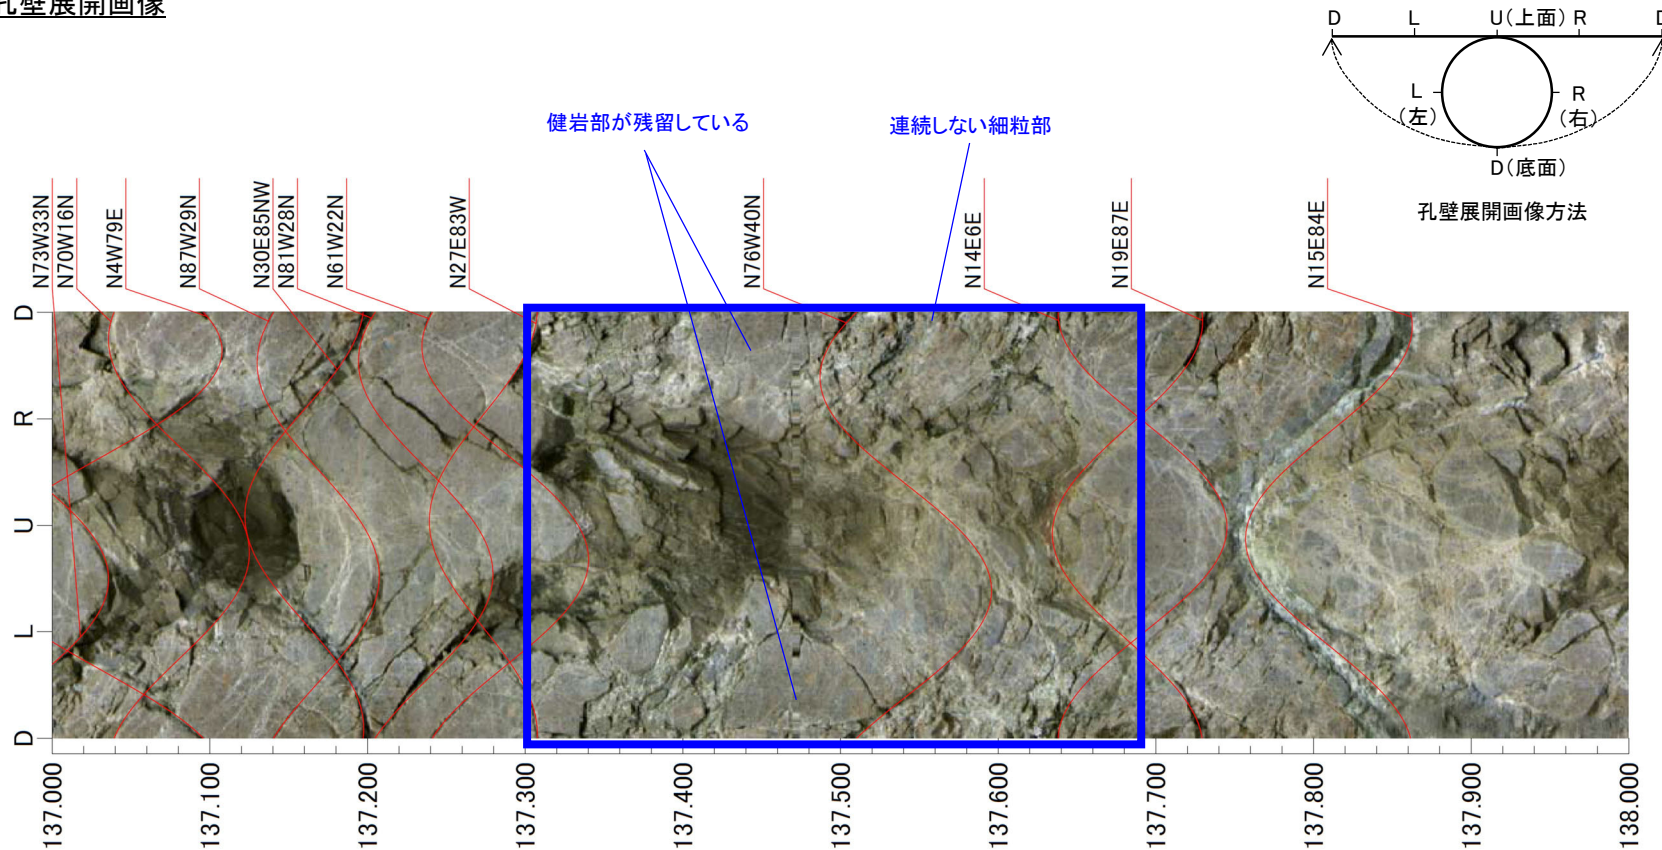 孔壁展開画像
D L U(上面) R D
L
(左)
R
(右)
D(底面)
孔壁展開画像方法
健岩部が残留している
連続しない細粒部
N73W33N
N70W16N
N4W79E
N87W29N
N30E85NW
N81W28N
N61W22N
N27E83W
N76W40N
N14E6E
N19E87E
N15E84E
D
R
U
L
D
137.000
137.100
137.200
137.300
137.400
137.500
137.600
137.700
137.800
137.900
138.000